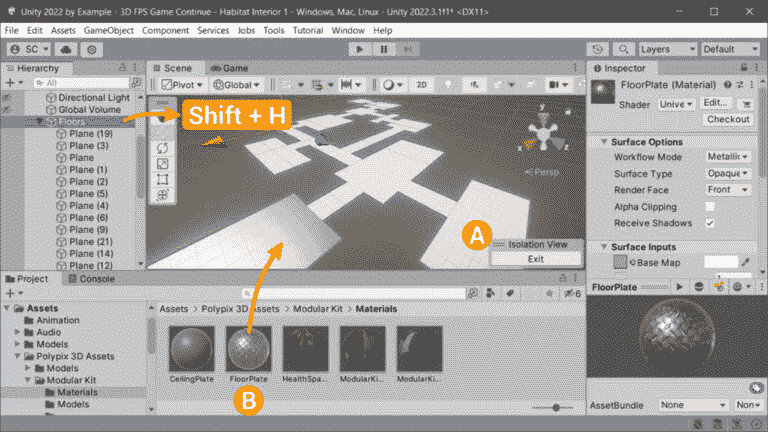 Unity 2022 by Example - 3D FPS Game Continue - Habitat Interior 1 - Windows, Mac, Linux - Unity 2022.3.1f1* <DX11>
File Edit Assets GameObject Component Services Jobs Tools Tutorial Window Help
SC Layers Default
Hierarchy
All
Directional Light
Global Volume
Floors
Plane (19)
Plane (3)
Plane
Plane (1)
Plane (2)
Plane (5)
Plane (4)
Plane (6)
Plane (9)
Plane (21)
Plane (14)
Plane (12)
Scene Game
Pivot Global 2D
Shift + H
y
x z
Persp
A
Isolation View
Exit
Inspector
FloorPlate (Material)
Shader Unive Edit...
Checkout
Surface Options
Workflow Mode Metallic
Surface Type Opaque
Render Face Front
Alpha Clipping
Receive Shadows
Surface Inputs
Base Map
Project Console
6
Assets
Animation
Audio
Models
Polypix 3D Assets
Models
Modular Kit
Materials
Models
Assets > Polypix 3D Assets > Modular Kit > Materials
CeilingPlate FloorPlate HealthSpa... ModularKi... ModularKi...
B
FloorPlate
AssetBundle None Non